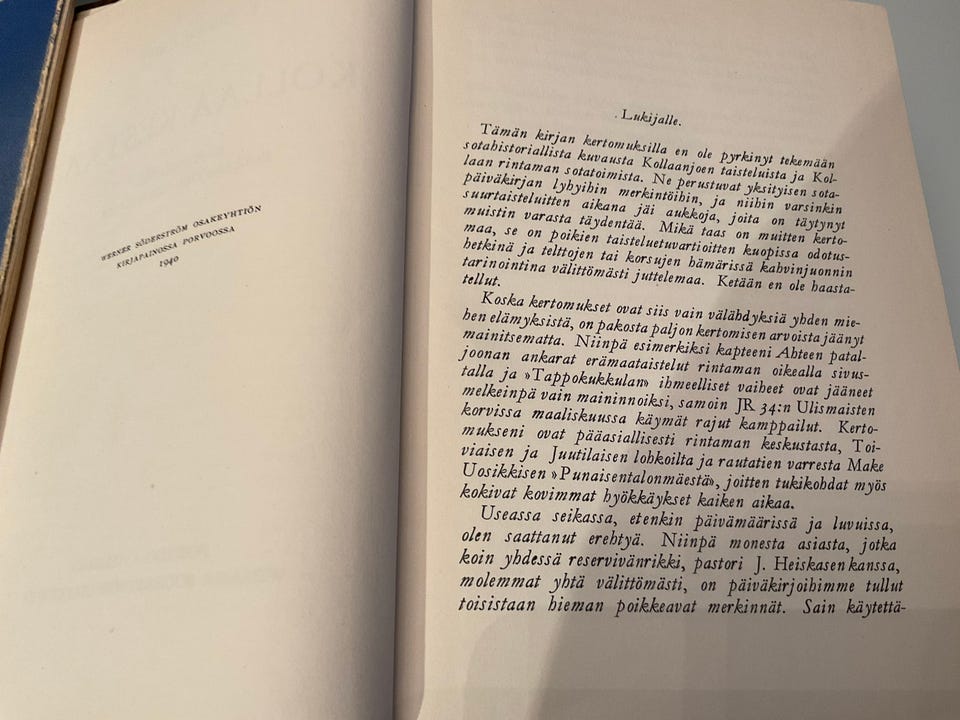 WERNER SÖDERSTRÖM OSAKEYHTIÖN
KIRJAPAINOSSA PORVOOSSA
1940
Lukijalle.
Tämän kirjan kertomuksilla en ole pyrkinyt tekemään
sotahistoriallista kuvausta Kollaanjoen taisteluista ja Kol-
laan rintaman sotatoimista. Ne perustuvat yksityisen sota-
päiväkirjan lyhyihin merkintöihin, ja niihin varsinkin
suurtaisteluitten aikana jäi aukkoja, joita on täytynyt
muistin varasta täydentää. Mikä taas on muitten kerto-
maa, se on poikien taisteluetuvartioitten kuopissa odotus-
hetkinä ja telttojen tai korsujen hämärissä kahvinjuonnin
tarinointina välittömästi juttelemaa. Ketään en ole haasta-
tellut.
Koska kertomukset ovat siis vain välähdyksiä yhden mie-
hen elämyksistä, on pakosta paljon kertomisen arvoista jäänyt
mainitsematta. Niinpä esimerkiksi kapteeni Ahteen patal-
joonan ankarat erämaataistelut rintaman oikealla sivus-
talla ja »Tappokukkulan» ihmeelliset vaiheet ovat jääneet
melkeinpä vain maininnoiksi, samoin JR 34:n Ulismaisten
korvissa maaliskuussa käymät rajut kamppailut. Kerto-
mukseni ovat pääasiallisesti rintaman keskustasta, Toi-
viaisen ja Juutilaisen lohkoilta ja rautatien varresta Make
Uosikkisen »Punaisentalonmäestä», joitten tukikohdat myös
kokivat kovimmat hyökkäykset kaiken aikaa.
Useassa seikassa, etenkin päivämäärissä ja luvuissa,
olen saattanut erehtyä. Niinpä monesta asiasta, jotka
koin yhdessä reservivänrikki, pastori J. Heiskasen kanssa,
molemmat yhtä välittömästi, on päiväkirjoihimme tullut
toisistaan hieman poikkeavat merkinnät. Sain käytettä-